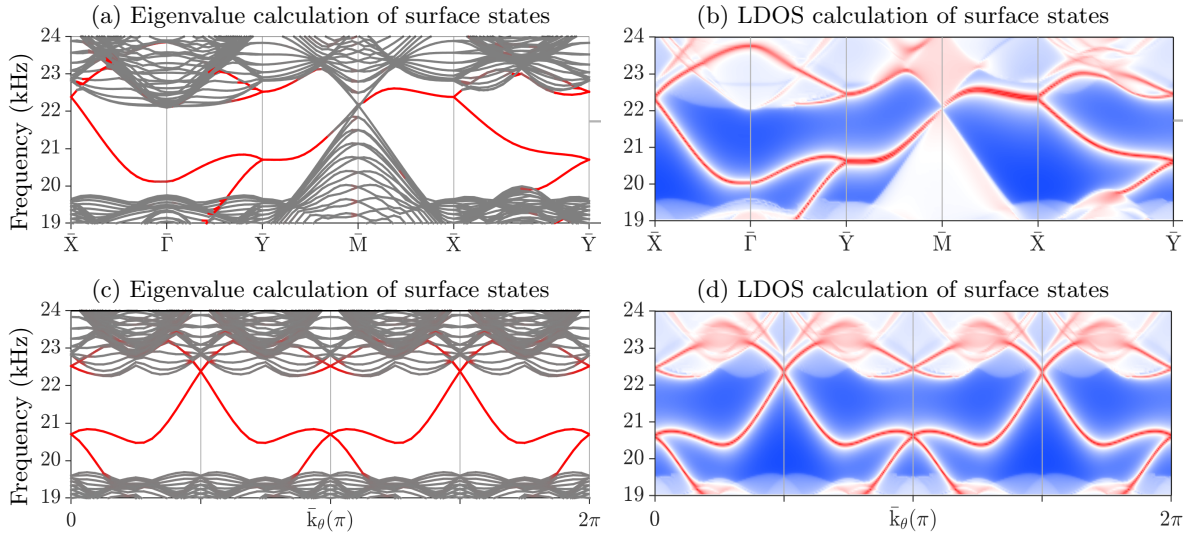 (a) Eigenvalue calculation of surface states
(b) LDOS calculation of surface states
Frequency (kHz)
24
23
22
21
20
19
X̄ Γ̄ Ȳ M̄ X̄ Ȳ
24
23
22
21
20
19
X̄ Γ̄ Ȳ M̄ X̄ Ȳ
(c) Eigenvalue calculation of surface states
(d) LDOS calculation of surface states
Frequency (kHz)
24
23
22
21
20
19
0 k̄θ(π) 2π
24
23
22
21
20
19
0 k̄θ(π) 2π